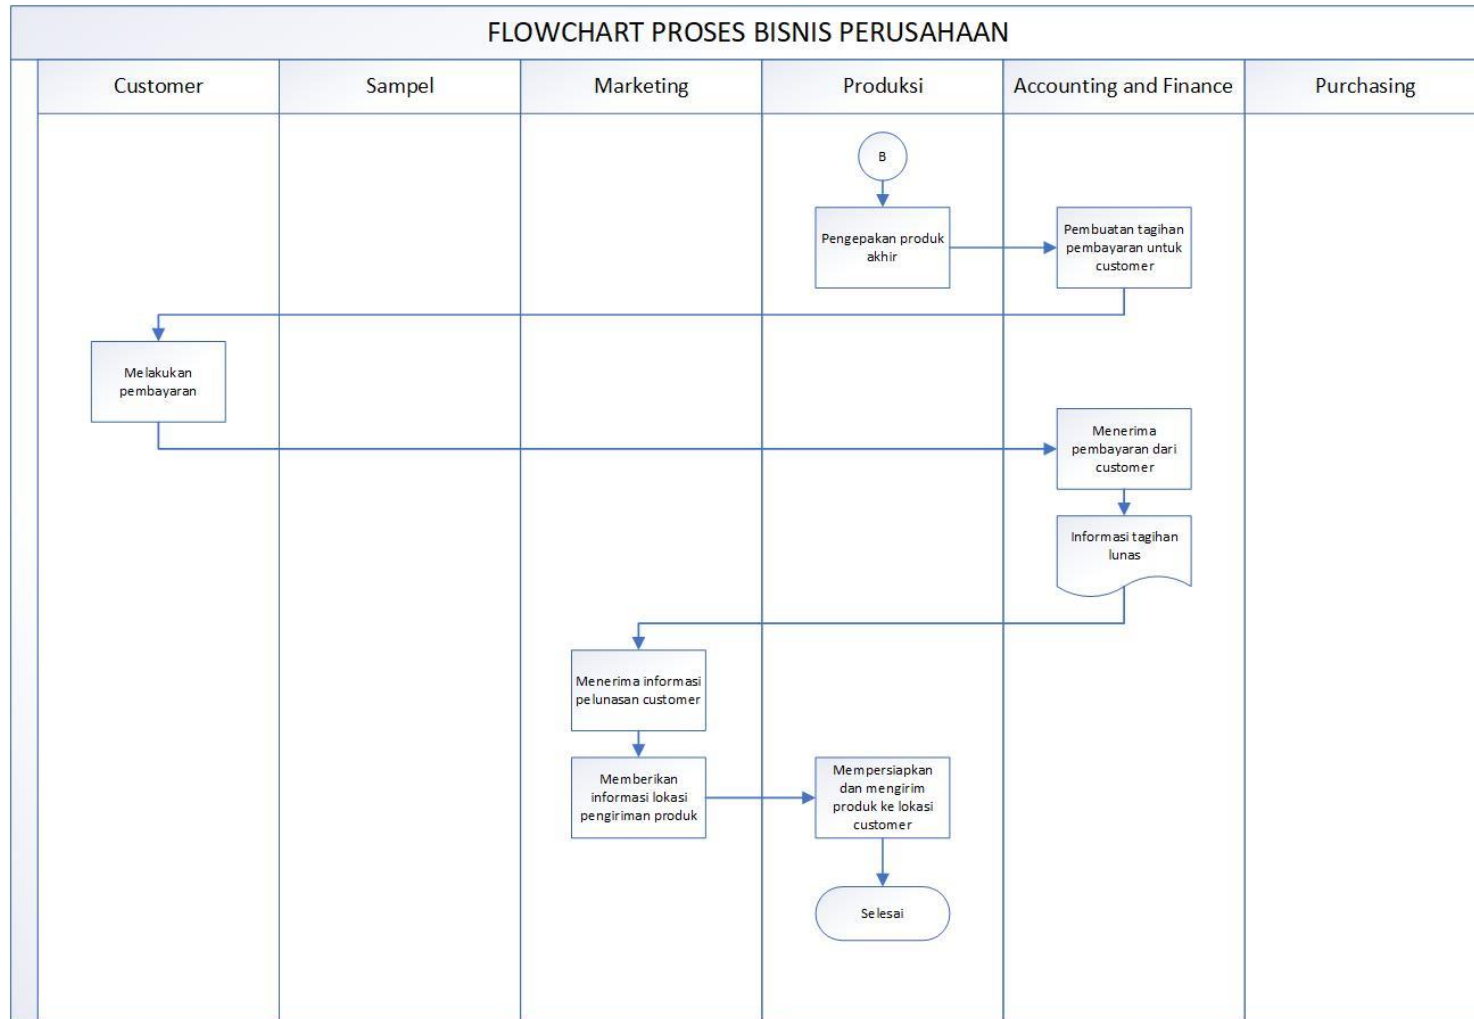 FLOWCHART PROSES BISNIS PERUSAHAAN
Customer
Sampel
Marketing
Produksi
Accounting and Finance
Purchasing
B
Pengepakan produk
akhir
Pembuatan tagihan
pembayaran untuk
customer
Melakukan
pembayaran
Menerima
pembayaran dari
customer
Informasi tagihan
lunas
Menerima informasi
pelunasan customer
Memberikan
informasi lokasi
pengiriman produk
Mempersiapkan
dan mengirim
produk ke lokasi
customer
Selesai